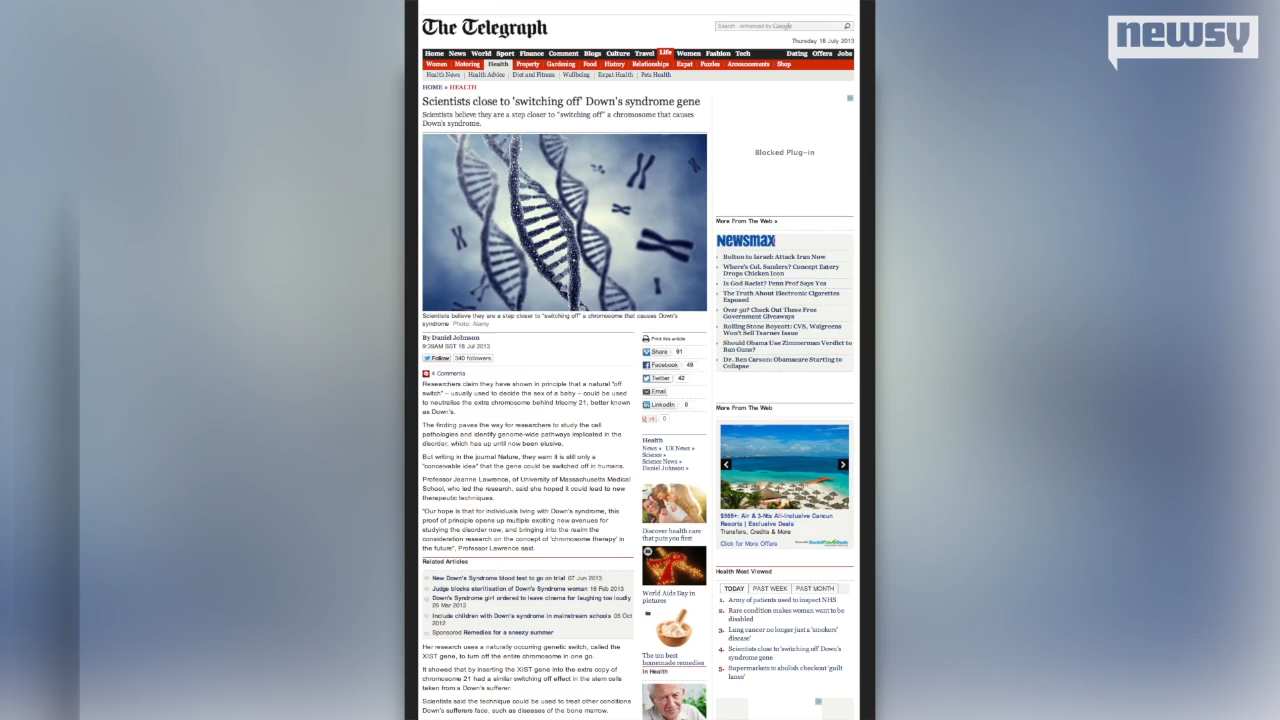 The Telegraph
Search - enhanced by Google
Thursday 18 July 2013
newsy
Home News World Sport Finance Comment Blogs Culture Travel Life Women Fashion Tech Dating Offers Jobs
Women Motoring Health Property Gardening Food History Relationships Expat Puzzles Announcements Shop
Health News Health Advice Diet and Fitness Wellbeing Expat Health Pets Health
HOME » HEALTH
Scientists close to 'switching off' Down's syndrome gene
Scientists believe they are a step closer to "switching off" a chromosome that causes
Down's syndrome.
Scientists believe they are a step closer to "switching off" a chromosome that causes Down's
syndrome Photo: Alamy
By Daniel Johnson
9:39AM BST 18 Jul 2013
Follow 340 followers
4 Comments
Researchers claim they have shown in principle that a natural "off
switch" – usually used to decide the sex of a baby – could be used
to neutralise the extra chromosome behind trisomy 21, better known
as Down's.
The finding paves the way for researchers to study the cell
pathologies and identify genome-wide pathways implicated in the
disorder, which has up until now been elusive.
But writing in the journal Nature, they warn it is still only a
"conceivable idea" that the gene could be switched off in humans.
Professor Jeanne Lawrence, of University of Massachusetts Medical
School, who led the research, said she hoped it could lead to new
therapeutic techniques.
"Our hope is that for individuals living with Down's syndrome, this
proof of principle opens up multiple exciting new avenues for
studying the disorder now, and bringing into the realm the
consideration research on the concept of 'chromosome therapy' in
the future", Professor Lawrence said.
Related Articles
New Down's Syndrome blood test to go on trial 07 Jun 2013
Judge blocks sterilisation of Down's Syndrome woman 16 Feb 2013
Down's Syndrome girl ordered to leave cinema for laughing too loudly
26 Mar 2013
Include children with Down's syndrome in mainstream schools 05 Oct
2012
Sponsored Remedies for a sneezy summer
Her research uses a naturally occurring genetic switch, called the
XIST gene, to turn off the entire chromosome in one go.
It showed that by inserting the XIST gene into the extra copy of
chromosome 21 had a similar switching off effect in the stem cells
taken from a Down's sufferer.
Scientists said the technique could be used to treat other conditions
Down's sufferers face, such as diseases of the bone marrow.
Print this article
Share 91
Facebook 49
Twitter 42
Email
LinkedIn 0
+1 0
Health
News » UK News »
Science »
Science News »
Daniel Johnson »
Discover health care
that puts you first
World Aids Day in
pictures
The ten best
homemade remedies
In Health
Blocked Plug-in
More From The Web »
Newsmax
Bolton to Israel: Attack Iran Now
Where's Col. Sanders? Concept Eatery
Drops Chicken Icon
Is God Racist? Penn Prof Says Yes
The Truth About Electronic Cigarettes
Exposed
Over 50? Check Out These Free
Government Giveaways
Rolling Stone Boycott: CVS, Walgreens
Won't Sell Tsarnev Issue
Should Obama Use Zimmerman Verdict to
Ban Guns?
Dr. Ben Carson: Obamacare Starting to
Collapse
More From The Web
$565+: Air & 3-Nts All-Inclusive Cancun
Resorts | Exclusive Deals
Transfers, Credits & More
Click for More Offers
Health Most Viewed
TODAY PAST WEEK PAST MONTH
1. Army of patients used to inspect NHS
2. Rare condition makes woman want to be
disabled
3. Lung cancer no longer just a 'smokers'
disease'
4. Scientists close to 'switching off' Down's
syndrome gene
5. Supermarkets to abolish checkout 'guilt
lanes'